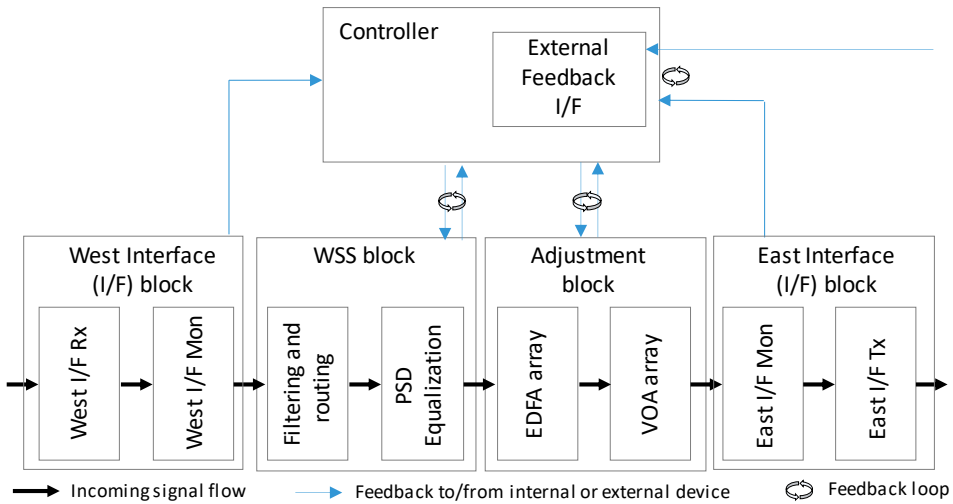 Controller
External
Feedback
I/F
West Interface
(I/F) block
WSS block
Adjustment
block
East Interface
(I/F) block
West I/F Rx
West I/F Mon
Filtering and
routing
PSD
Equalization
EDFA array
VOA array
East I/F Mon
East I/F Tx
Incoming signal flow
Feedback to/from internal or external device
Feedback loop